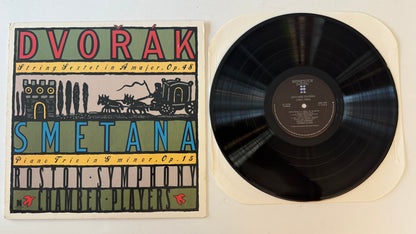 DVOŘÁK
String Sextet in A major, Op. 48
SMETANA
Piano Trio in G minor, Op. 15
BOSTON · SYMPHONY
CHAMBER · PLAYERS
N